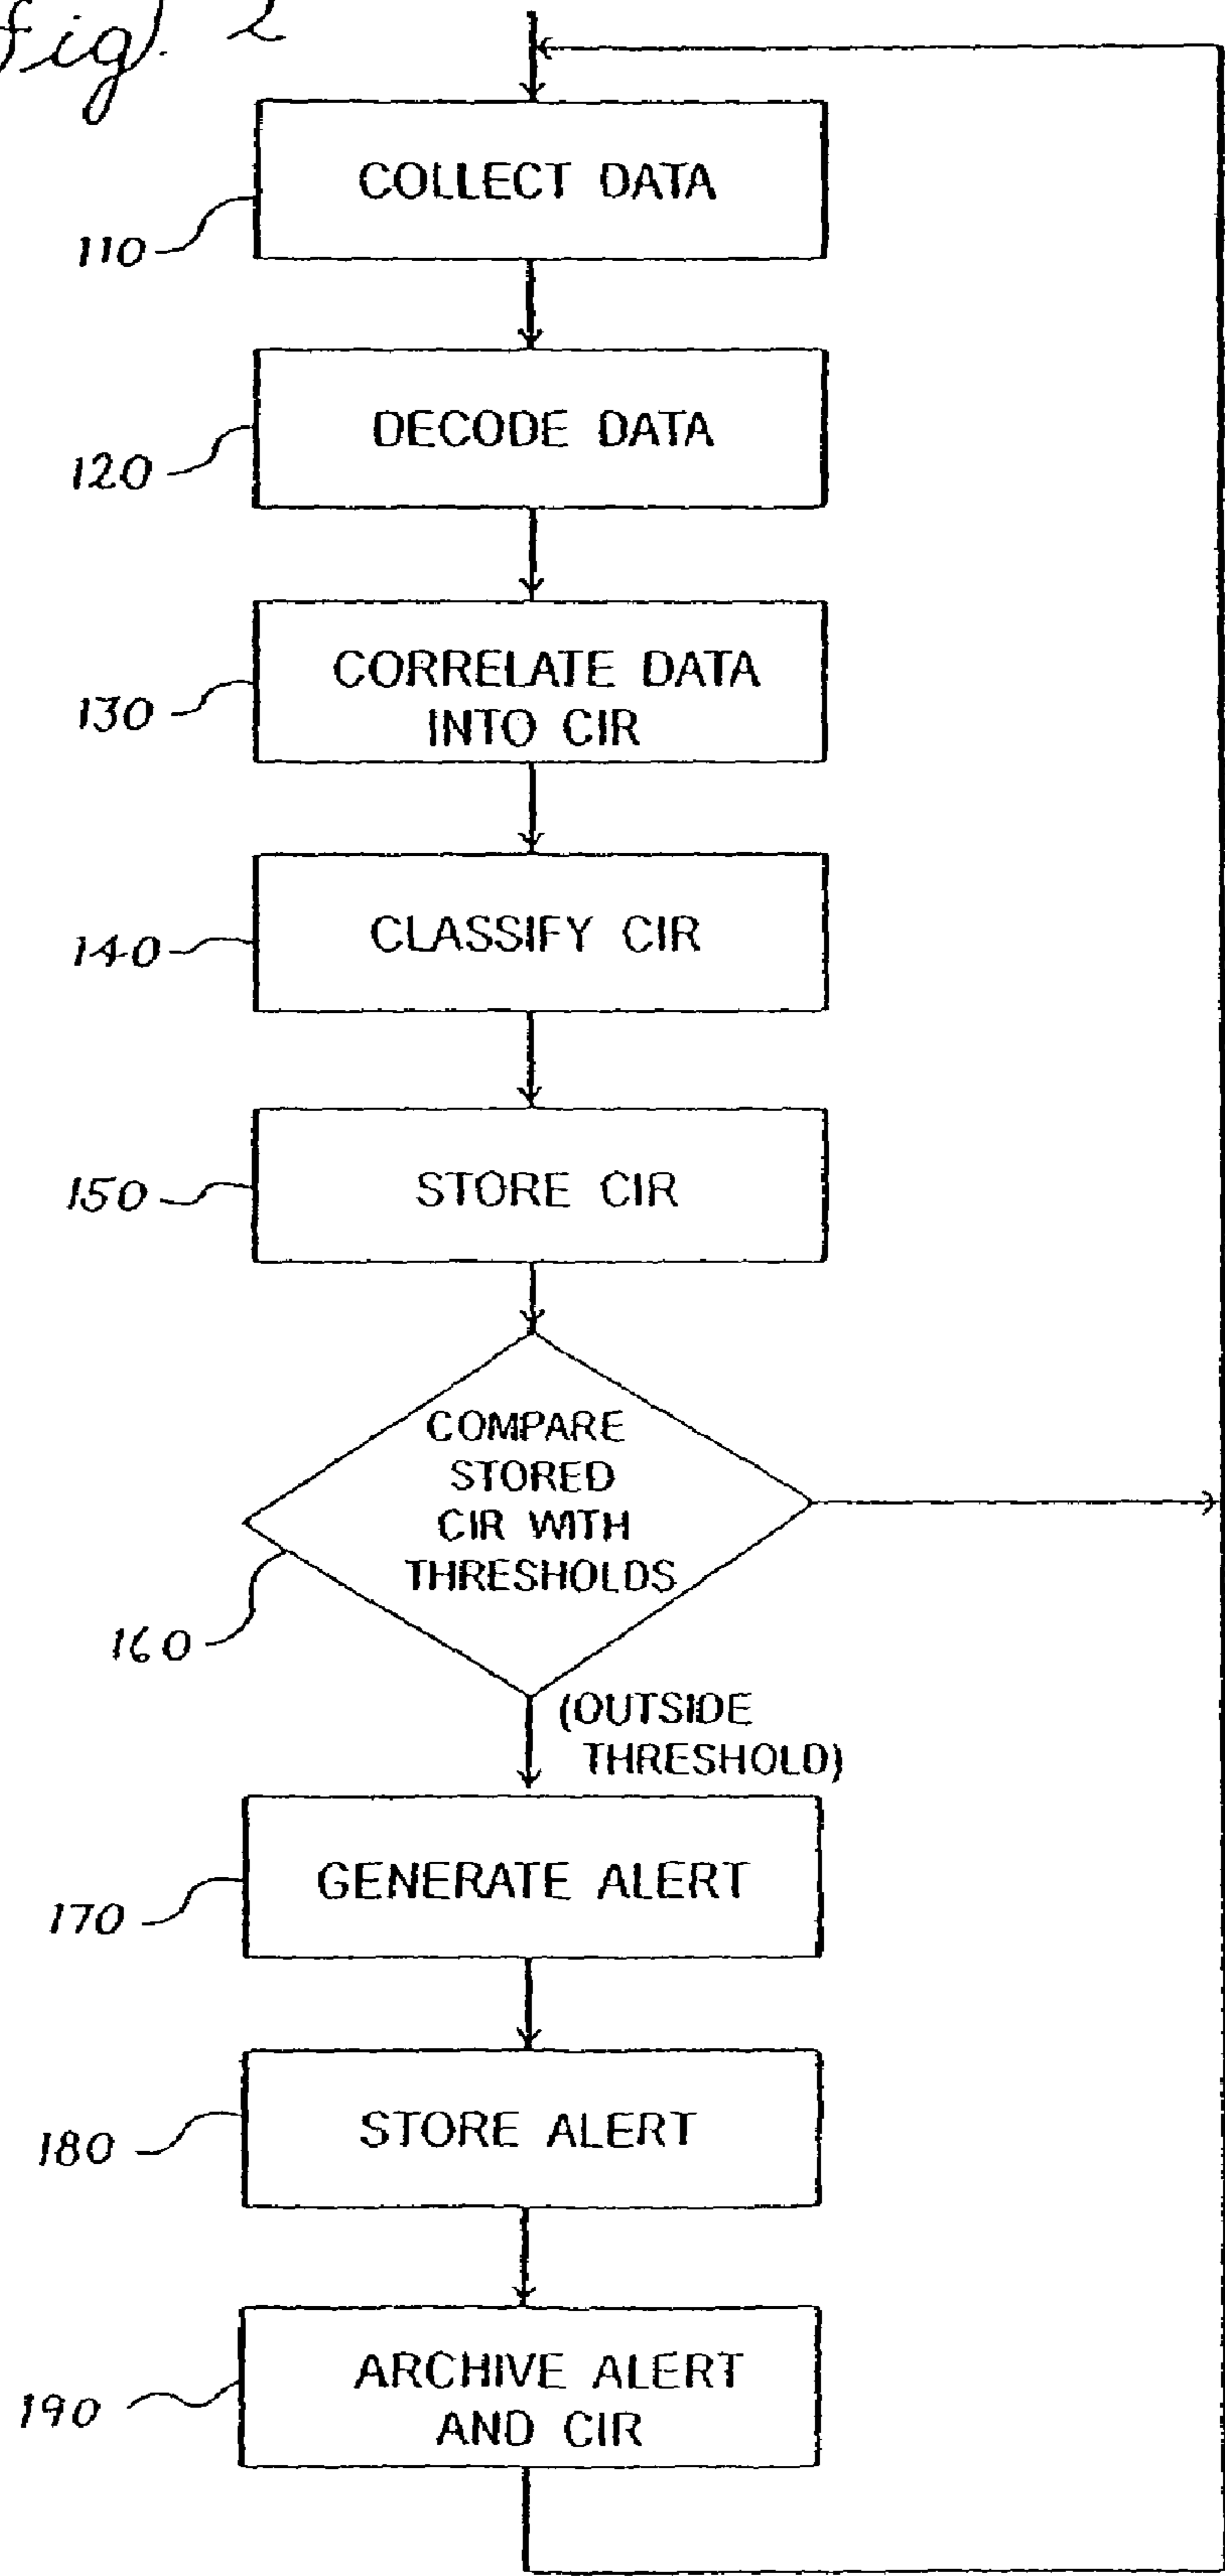 fig. 2
COLLECT DATA
110
DECODE DATA
120
CORRELATE DATA
INTO CIR
130
CLASSIFY CIR
140
STORE CIR
150
COMPARE
STORED
CIR WITH
THRESHOLDS
160
(OUTSIDE
THRESHOLD)
GENERATE ALERT
170
STORE ALERT
180
ARCHIVE ALERT
AND CIR
190